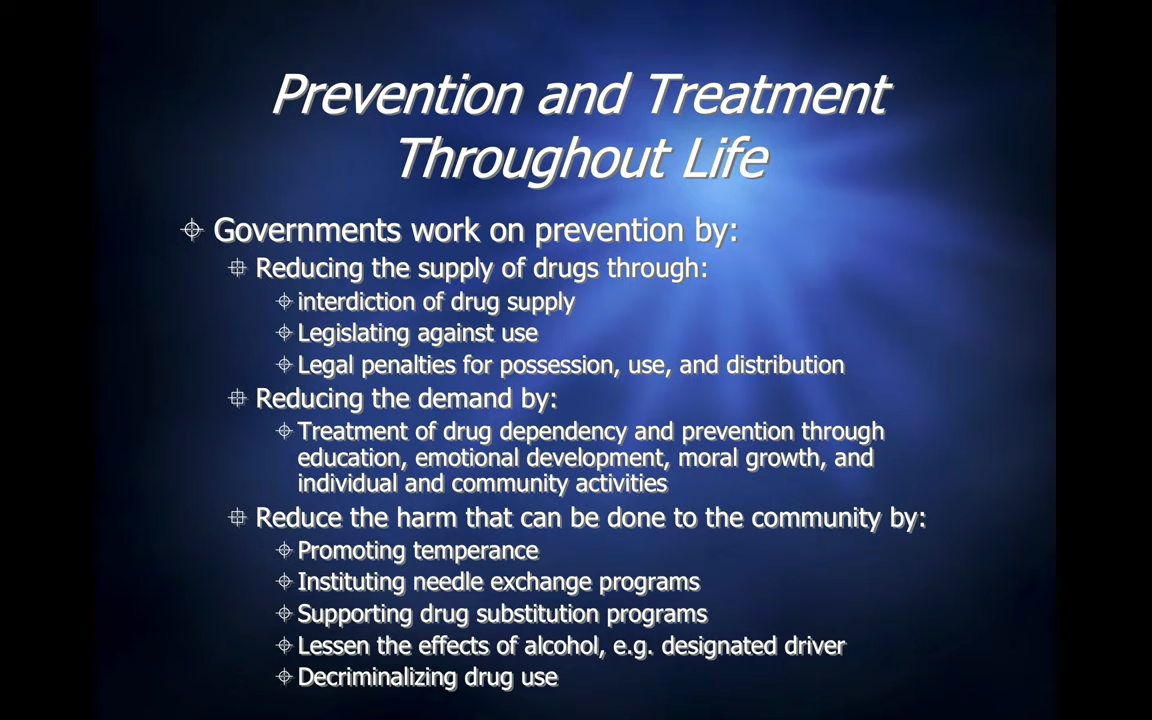 Prevention and Treatment
Throughout Life
Governments work on prevention by:
Reducing the supply of drugs through:
interdiction of drug supply
Legislating against use
Legal penalties for possession, use, and distribution
Reducing the demand by:
Treatment of drug dependency and prevention through
education, emotional development, moral growth, and
individual and community activities
Reduce the harm that can be done to the community by:
Promoting temperance
Instituting needle exchange programs
Supporting drug substitution programs
Lessen the effects of alcohol, e.g. designated driver
Decriminalizing drug use